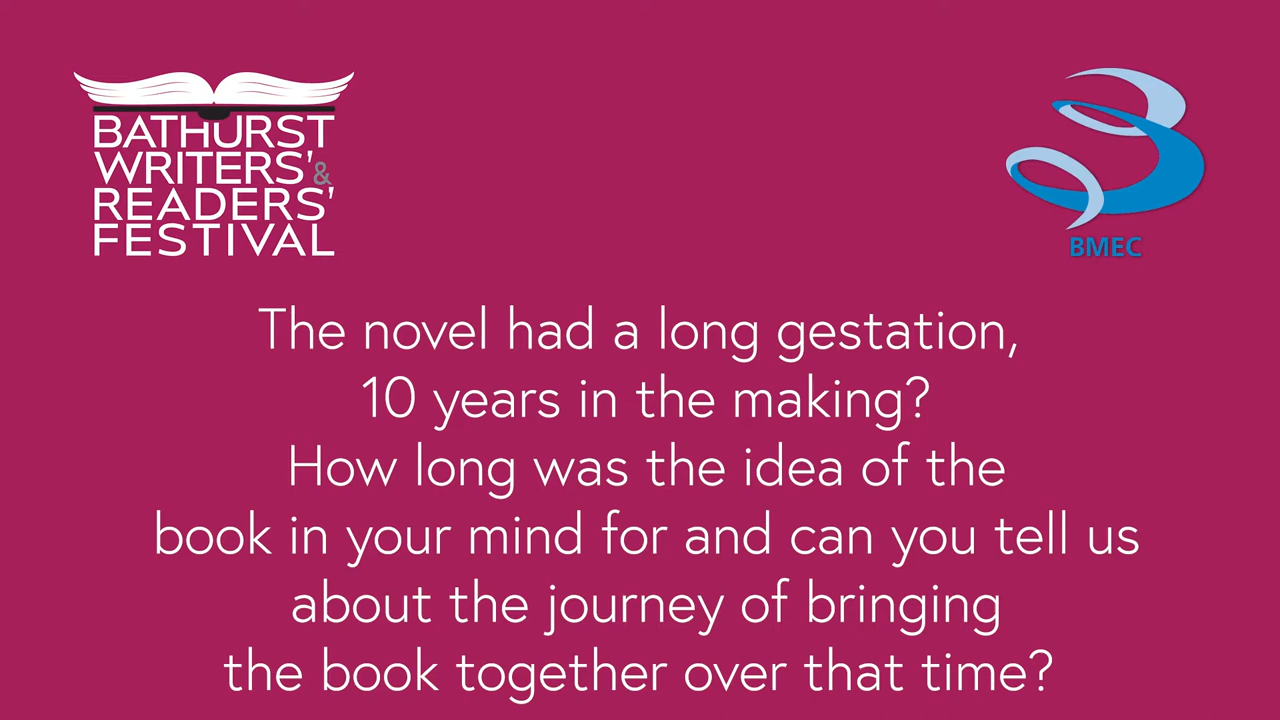 BATHURST
WRITERS'&
READERS'
FESTIVAL
BMEC
The novel had a long gestation,
10 years in the making?
How long was the idea of the
book in your mind for and can you tell us
about the journey of bringing
the book together over that time?